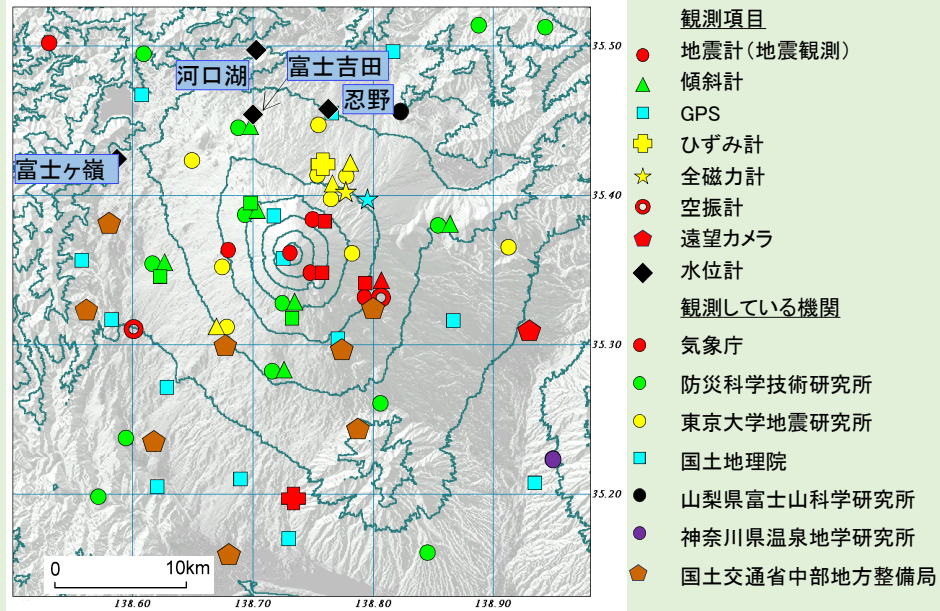 観測項目
地震計(地震観測)
傾斜計
GPS
ひずみ計
全磁力計
空振計
遠望カメラ
水位計
観測している機関
気象庁
防災科学技術研究所
東京大学地震研究所
国土地理院
山梨県富士山科学研究所
神奈川県温泉地学研究所
国土交通省中部地方整備局
河口湖
富士吉田
忍野
富士ヶ嶺
35.50
35.40
35.30
35.20
0 10km
138.60 138.70 138.80 138.90